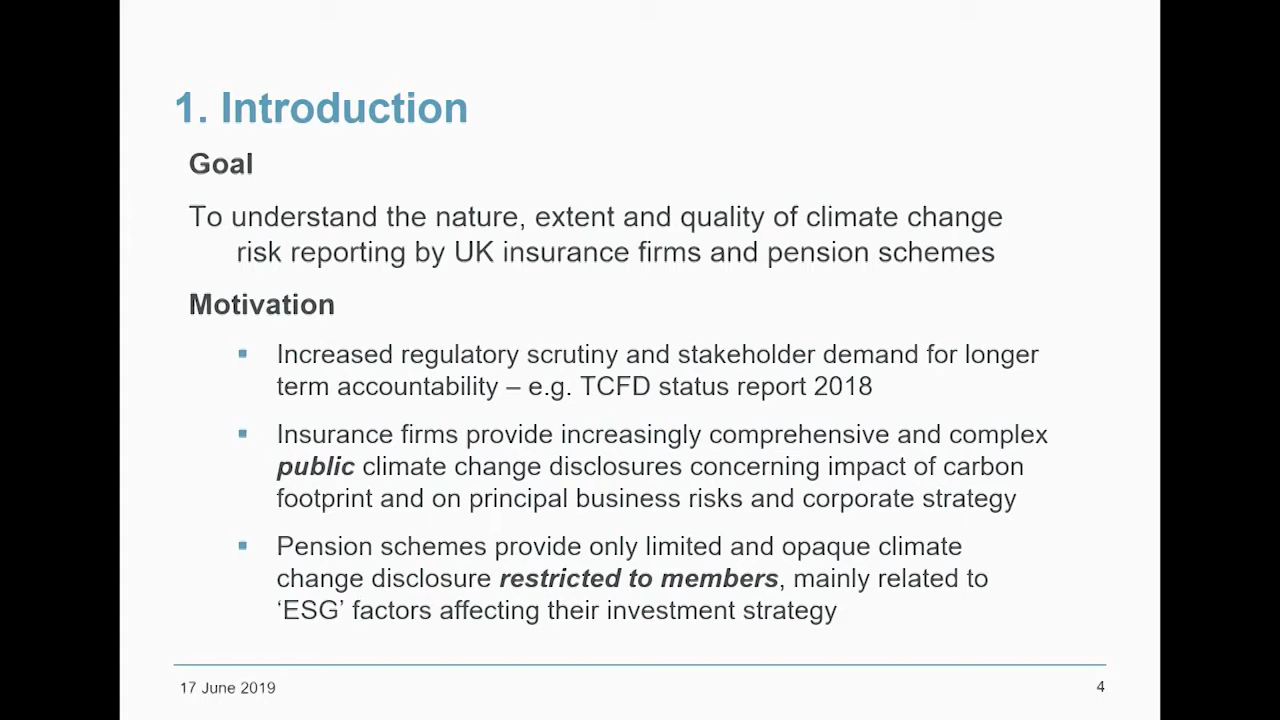 1. Introduction
Goal
To understand the nature, extent and quality of climate change
risk reporting by UK insurance firms and pension schemes
Motivation
▪ Increased regulatory scrutiny and stakeholder demand for longer
term accountability – e.g. TCFD status report 2018
▪ Insurance firms provide increasingly comprehensive and complex
public climate change disclosures concerning impact of carbon
footprint and on principal business risks and corporate strategy
▪ Pension schemes provide only limited and opaque climate
change disclosure restricted to members, mainly related to
‘ESG’ factors affecting their investment strategy
17 June 2019
4